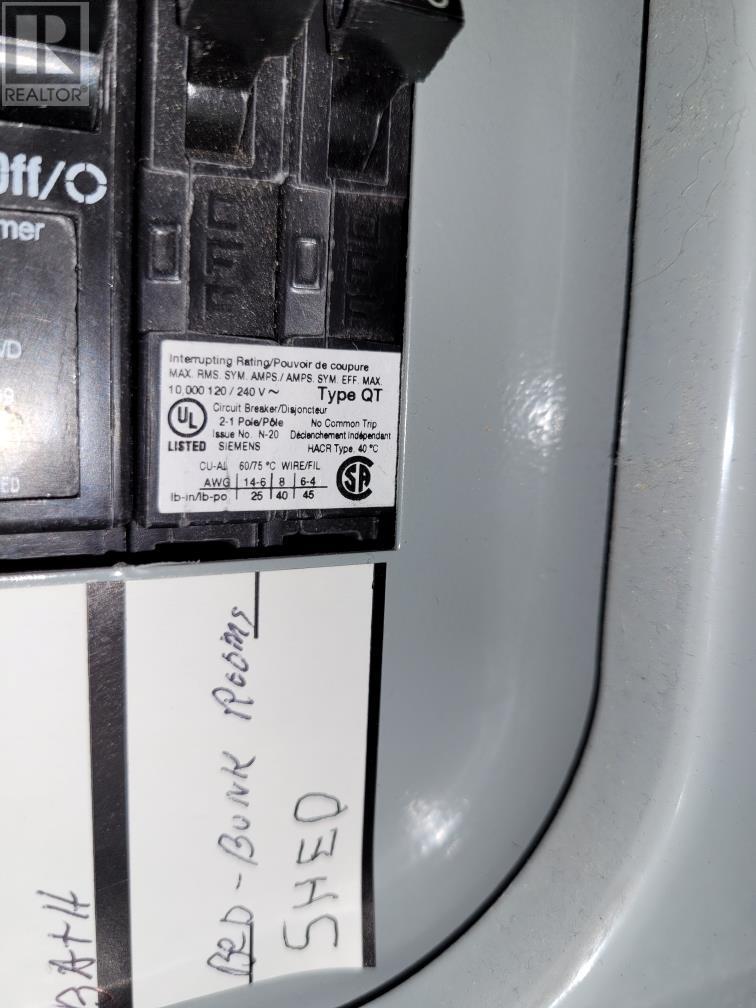 R
REALTOR®
Off/O
mer
/D
ED
Interrupting Rating/Pouvoir de coupure
MAX. RMS. SYM. AMPS./ AMPS. SYM. EFF. MAX.
10,000 120 / 240 V ~ Type QT
UL LISTED
Circuit Breaker/Disjoncteur
2-1 Pole/Pôle No Common Trip
Issue No. N-20 Déclenchement indépendant
SIEMENS HACR Type, 40 °C
CU-AL 60/75 °C WIRE/FIL
AWG 14-6 8 6-4
lb-in/lb-po 25 40 45
BATH
BED-BUNK ROOMS
SHED